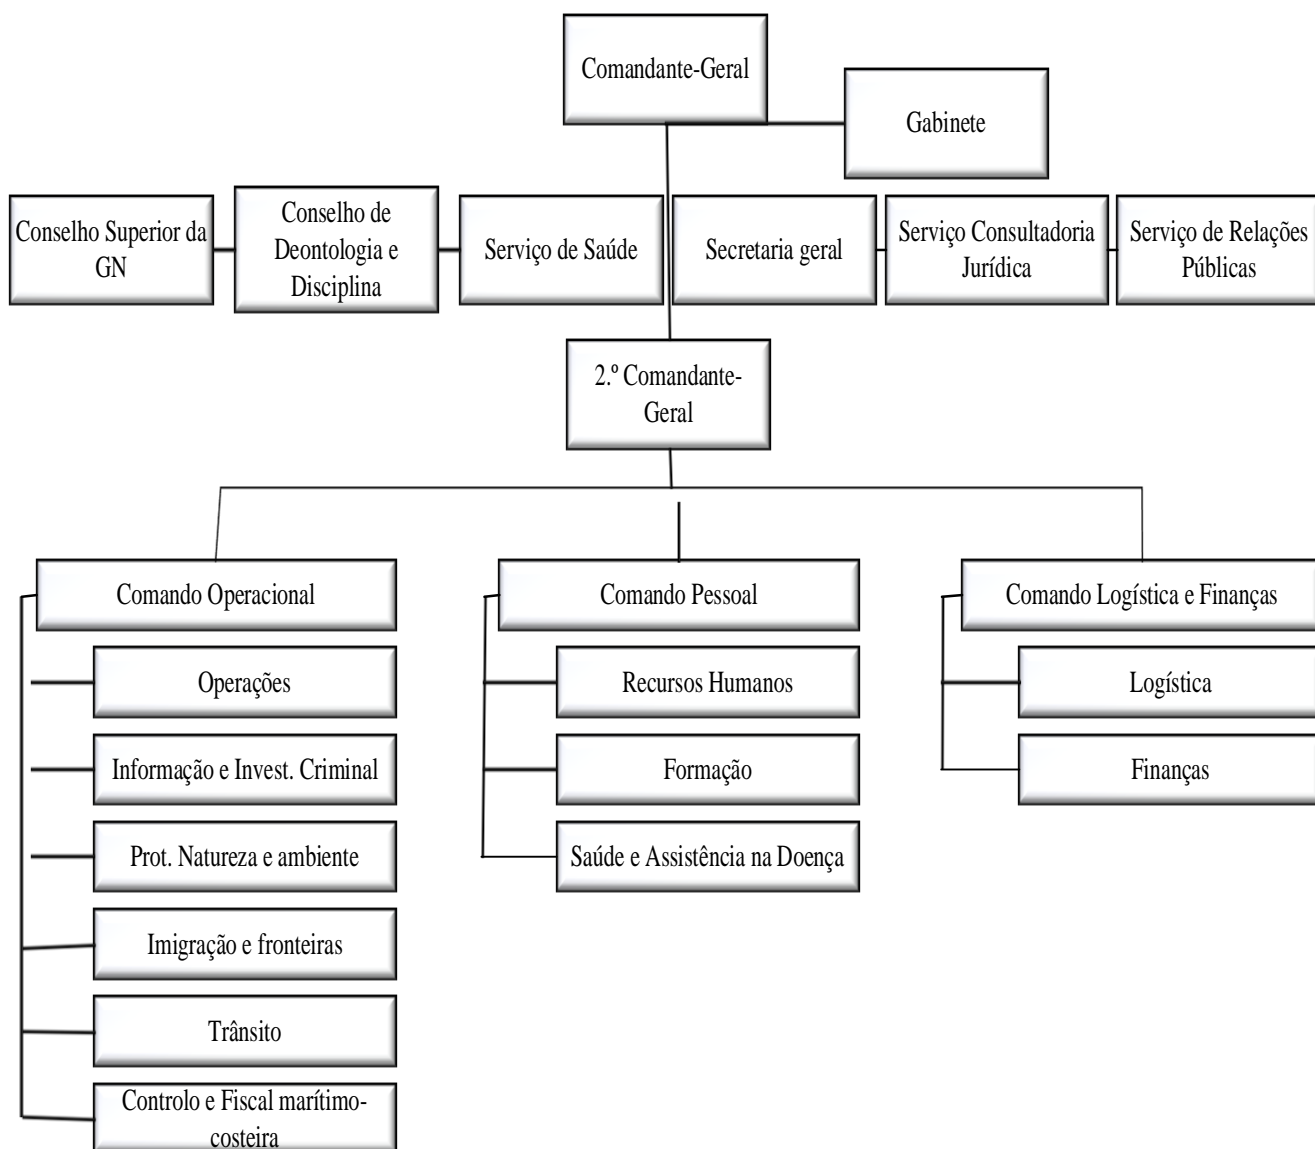 Comandante-Geral
Gabinete
Conselho Superior da
GN
Conselho de
Deontologia e
Disciplina
Serviço de Saúde
Secretaria geral
Serviço Consultadoria
Jurídica
Serviço de Relações
Públicas
2.º Comandante-
Geral
Comando Operacional
Operações
Informação e Invest. Criminal
Prot. Natureza e ambiente
Imigração e fronteiras
Trânsito
Controlo e Fiscal marítimo-
costeira
Comando Pessoal
Recursos Humanos
Formação
Saúde e Assistência na Doença
Comando Logística e Finanças
Logística
Finanças